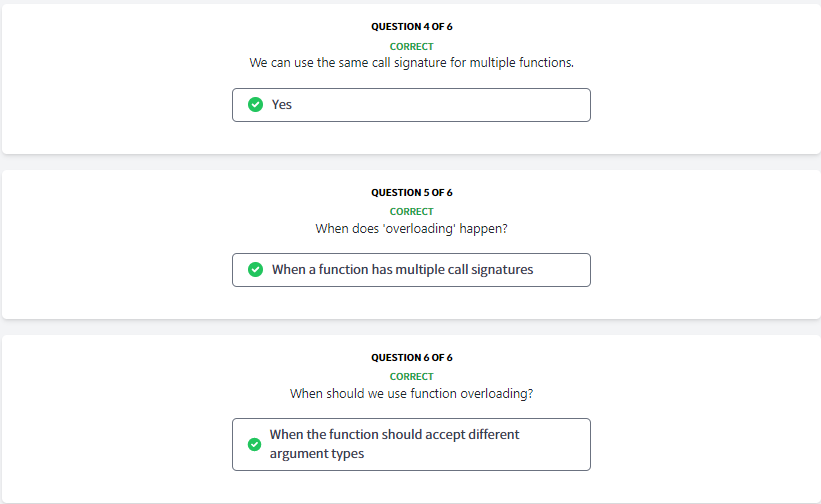 QUESTION 4 OF 6
CORRECT
We can use the same call signature for multiple functions.
Yes
QUESTION 5 OF 6
CORRECT
When does 'overloading' happen?
When a function has multiple call signatures
QUESTION 6 OF 6
CORRECT
When should we use function overloading?
When the function should accept different
argument types